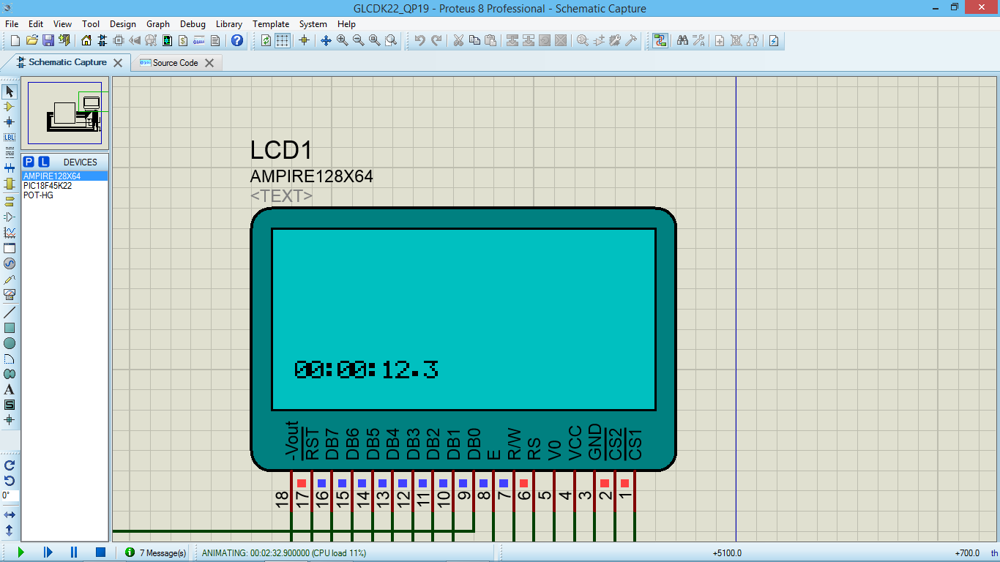 GLCDK22_QP19 - Proteus 8 Professional - Schematic Capture
File Edit View Tool Design Graph Debug Library Template System Help
Schematic Capture
Source Code
P L DEVICES
AMPIRE128X64
PIC18F45K22
POT-HG
LBL
A
S
0°
LCD1
AMPIRE128X64
<TEXT>
00:00:12.3
-Vout RST DB7 DB6 DB5 DB4 DB3 DB2 DB1 DB0 E R/W RS V0 VCC GND CS2 CS1
18 17 16 15 14 13 12 11 10 9 8 7 6 5 4 3 2 1
7 Message(s)
ANIMATING: 00:02:32.900000 (CPU load 11%)
+5100.0
+700.0 th